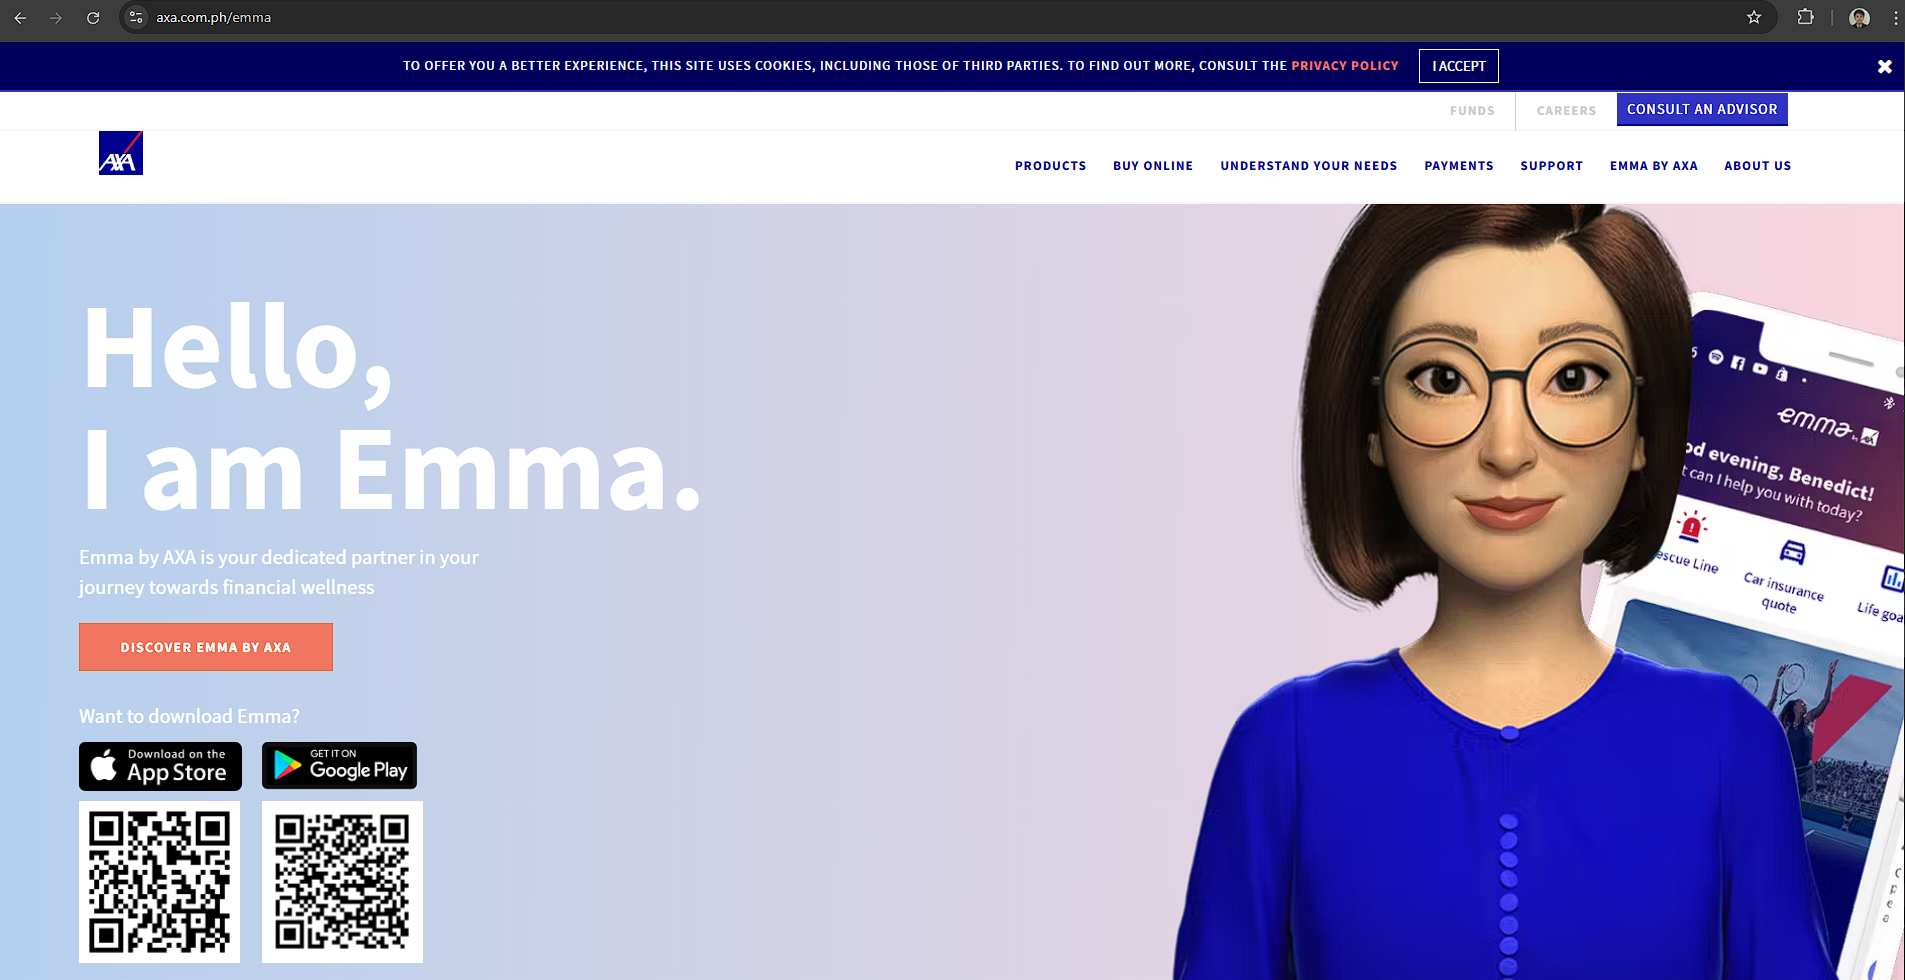 axa.com.ph/emma
TO OFFER YOU A BETTER EXPERIENCE, THIS SITE USES COOKIES, INCLUDING THOSE OF THIRD PARTIES. TO FIND OUT MORE, CONSULT THE PRIVACY POLICY
I ACCEPT
FUNDS
CAREERS
CONSULT AN ADVISOR
AXA
PRODUCTS
BUY ONLINE
UNDERSTAND YOUR NEEDS
PAYMENTS
SUPPORT
EMMA BY AXA
ABOUT US
Hello,
I am Emma.
Emma by AXA is your dedicated partner in your
journey towards financial wellness
DISCOVER EMMA BY AXA
Want to download Emma?
Download on the
App Store
GET IT ON
Google Play
emma by AXA
evening, Benedict!
can I help you with today?
Line
Car insurance
quote
Life